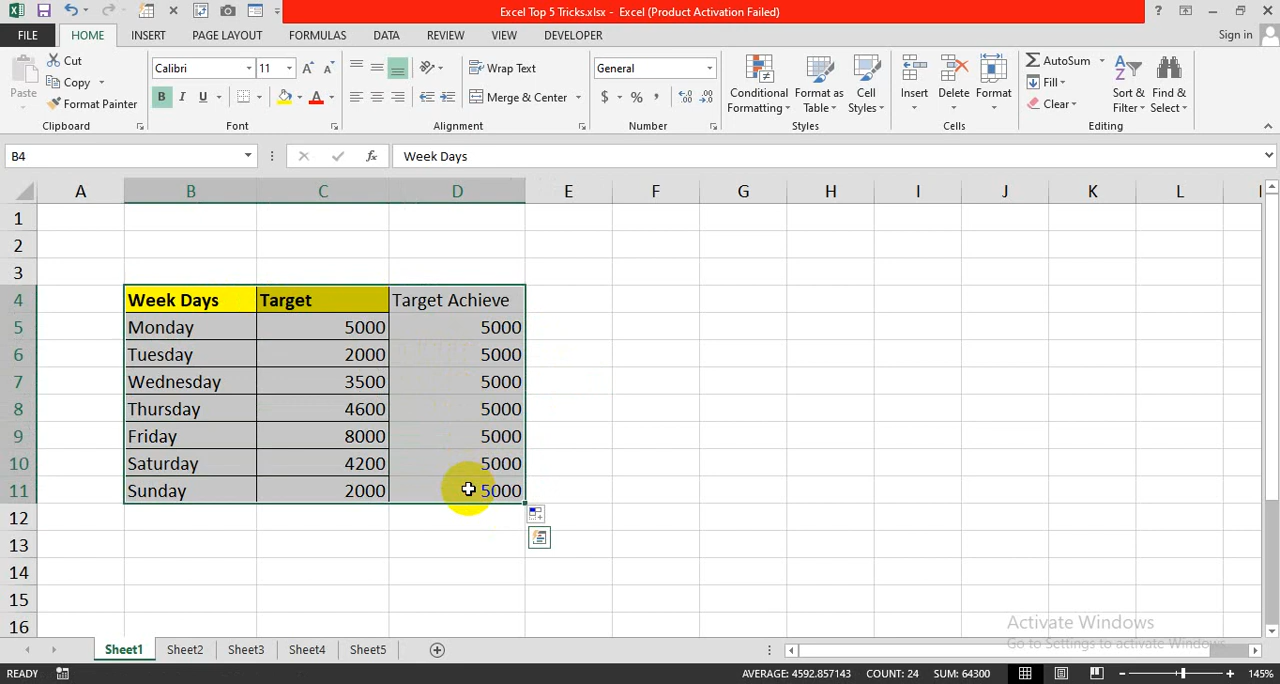 Excel Top 5 Tricks.xlsx - Excel (Product Activation Failed)
FILE HOME INSERT PAGE LAYOUT FORMULAS DATA REVIEW VIEW DEVELOPER Sign in
Paste
Cut
Copy
Format Painter
Clipboard
Calibri 11
B I U A
Font
Wrap Text
Merge & Center
Alignment
General
$ % ,
Number
Conditional Formatting
Format as Table
Cell Styles
Styles
Insert Delete Format
Cells
AutoSum
Fill
Clear
Sort & Filter
Find & Select
Editing
B4 fx Week Days
A B C D E F G H I J K L
1
2
3
4 Week Days Target Target Achieve
5 Monday 5000 5000
6 Tuesday 2000 5000
7 Wednesday 3500 5000
8 Thursday 4600 5000
9 Friday 8000 5000
10 Saturday 4200 5000
11 Sunday 2000 5000
12
13
14
15
16
Activate Windows
Go to Settings to activate Windows.
Sheet1 Sheet2 Sheet3 Sheet4 Sheet5
READY AVERAGE: 4592.857143 COUNT: 24 SUM: 64300 145%